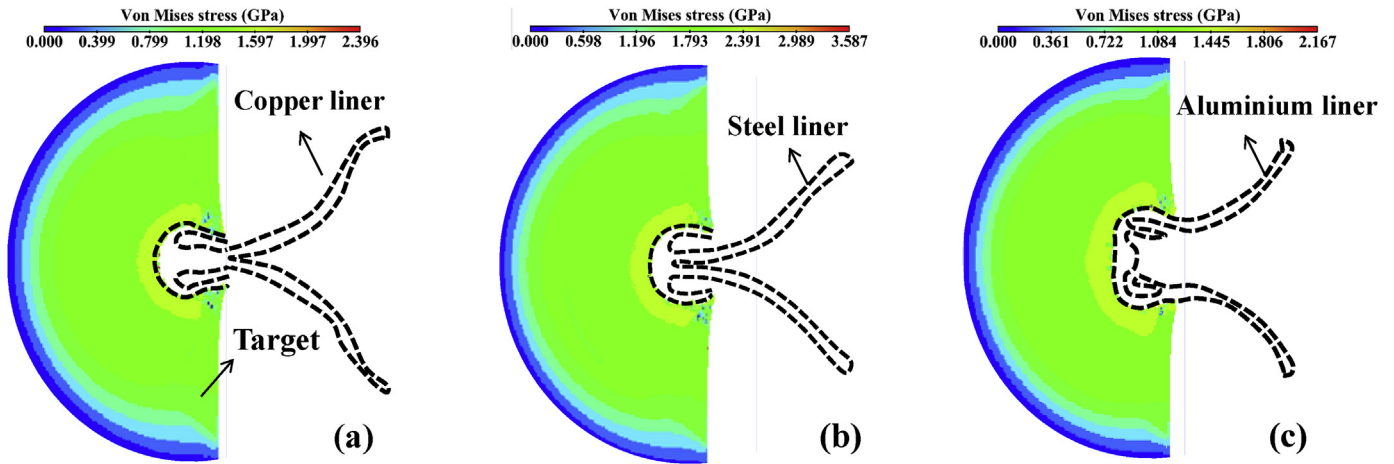 Von Mises stress (GPa)
0.000 0.399 0.799 1.198 1.597 1.997 2.396
Copper liner
Target
(a)
Von Mises stress (GPa)
0.000 0.598 1.196 1.793 2.391 2.989 3.587
Steel liner
(b)
Von Mises stress (GPa)
0.000 0.361 0.722 1.084 1.445 1.806 2.167
Aluminium liner
(c)